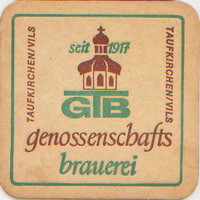 seit 1917
TAUFKIRCHEN/VILS
GTB
TAUFKIRCHEN/VILS
genossenschafts
brauerei